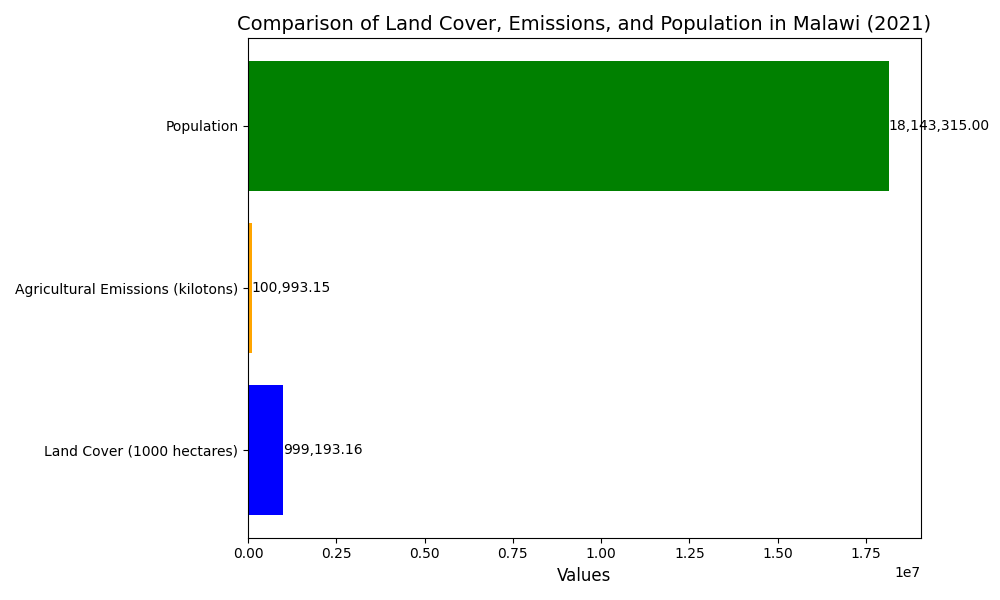 Comparison of Land Cover, Emissions, and Population in Malawi (2021)
Population
18,143,315.00
Agricultural Emissions (kilotons)
100,993.15
Land Cover (1000 hectares)
999,193.16
0.00 0.25 0.50 0.75 1.00 1.25 1.50 1.75
1e7
Values